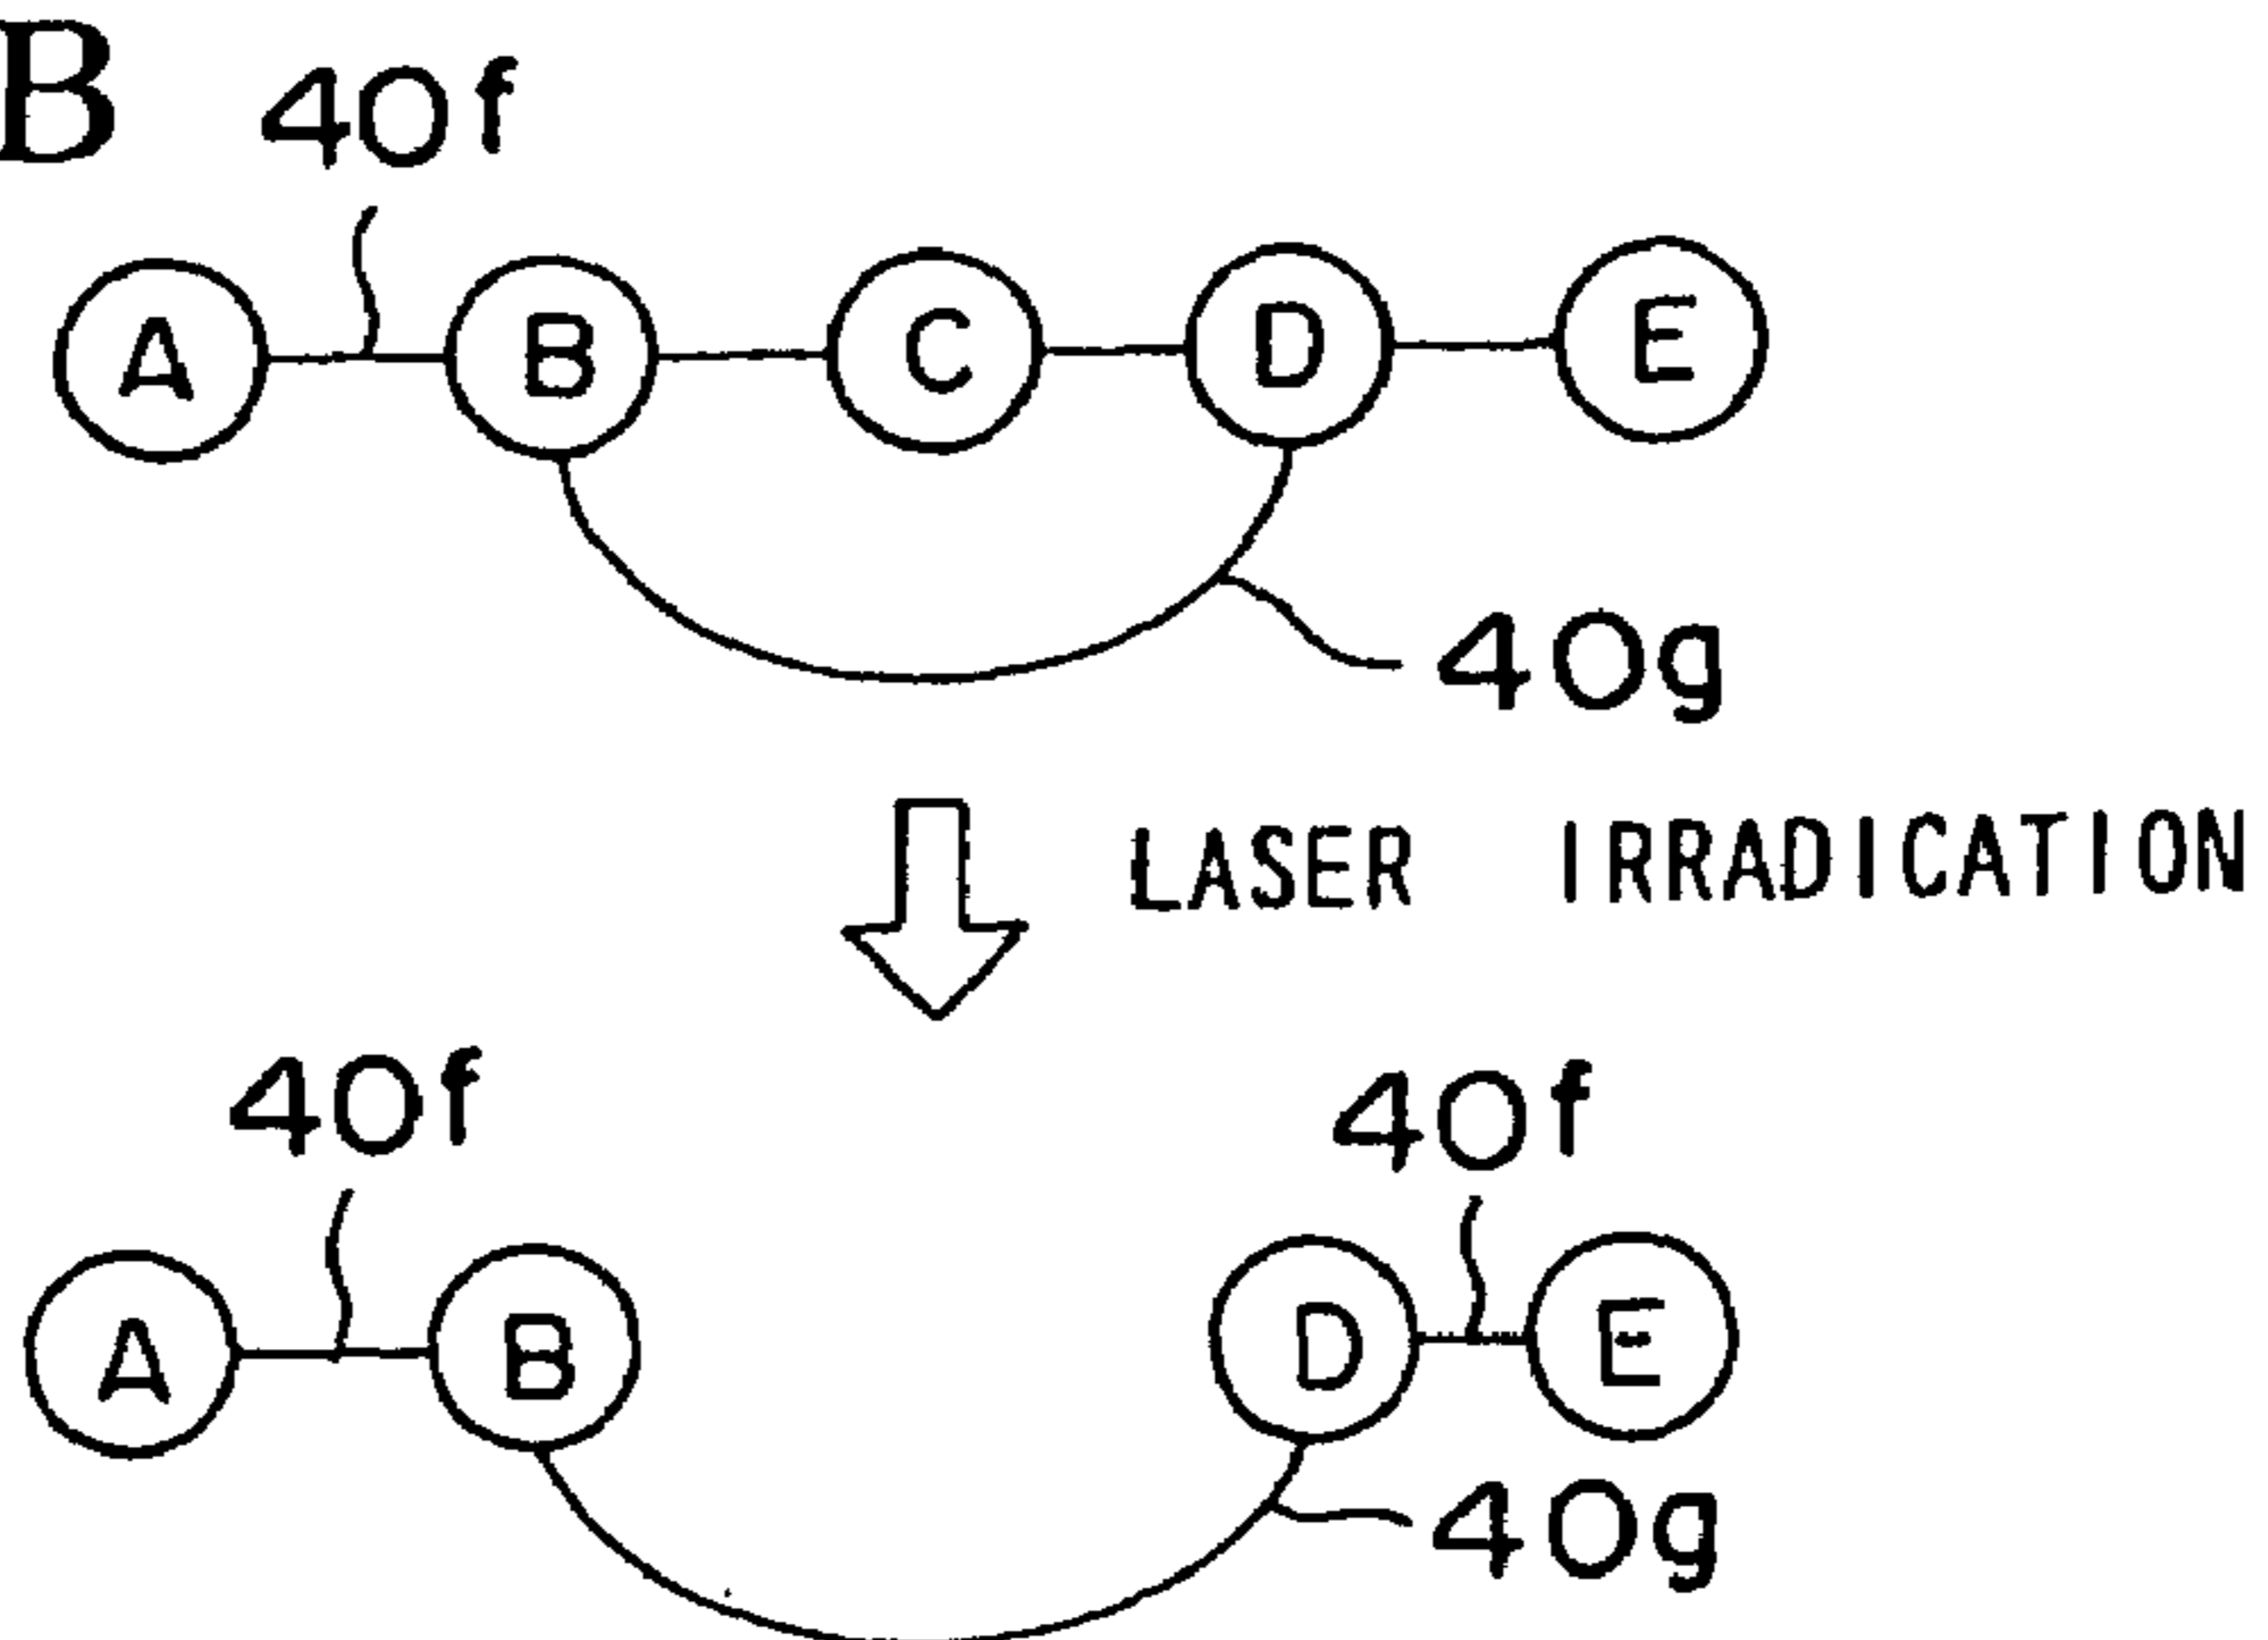 B
40f
A B C D E
40g
LASER IRRADICATION
40f 40f
A B D E
40g